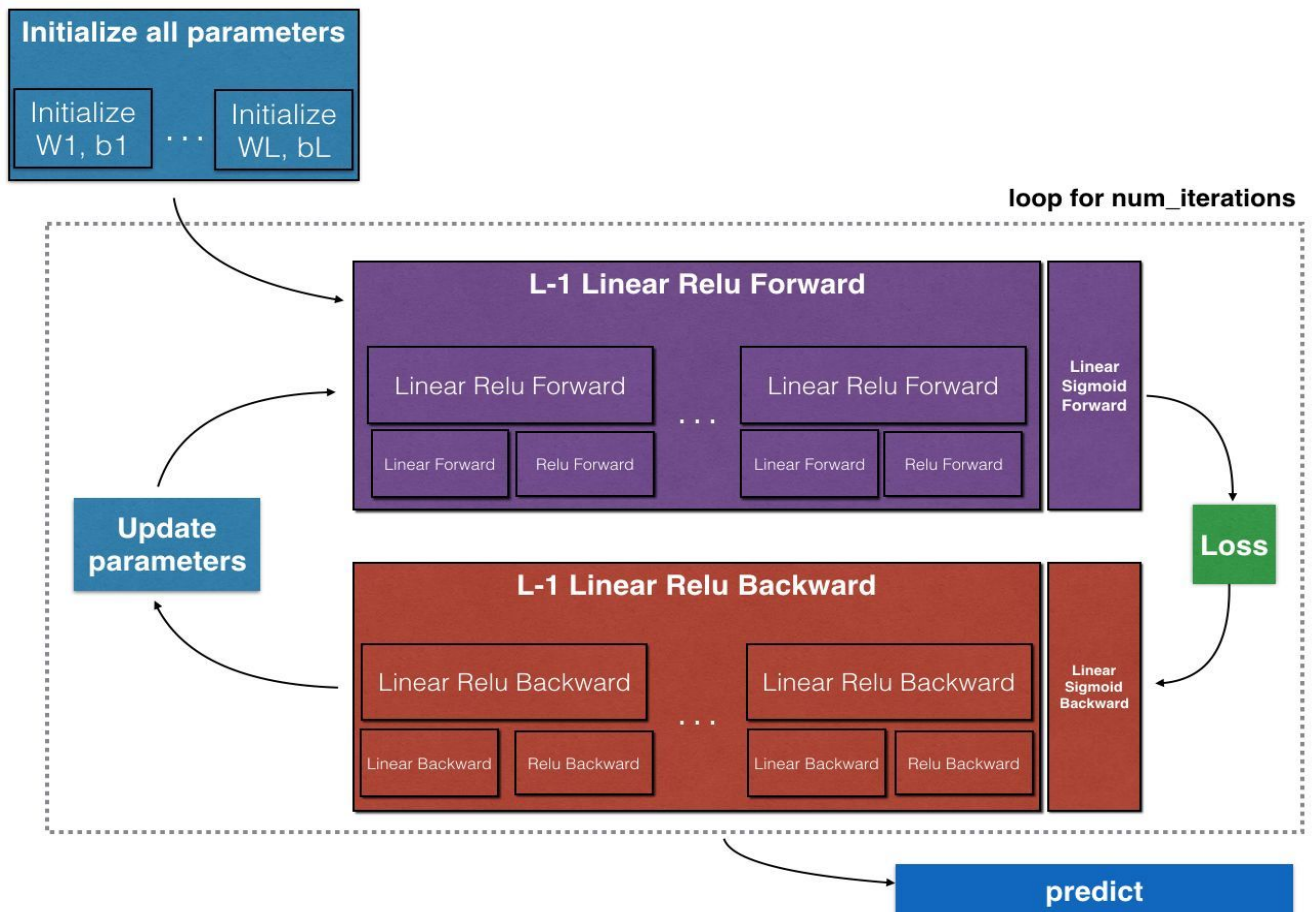 Initialize all parameters
Initialize
W1, b1
...
Initialize
WL, bL
loop for num_iterations
L-1 Linear Relu Forward
Linear Relu Forward
Linear Forward
Relu Forward
...
Linear Relu Forward
Linear Forward
Relu Forward
Linear
Sigmoid
Forward
Update
parameters
Loss
L-1 Linear Relu Backward
Linear Relu Backward
Linear Backward
Relu Backward
...
Linear Relu Backward
Linear Backward
Relu Backward
Linear
Sigmoid
Backward
predict